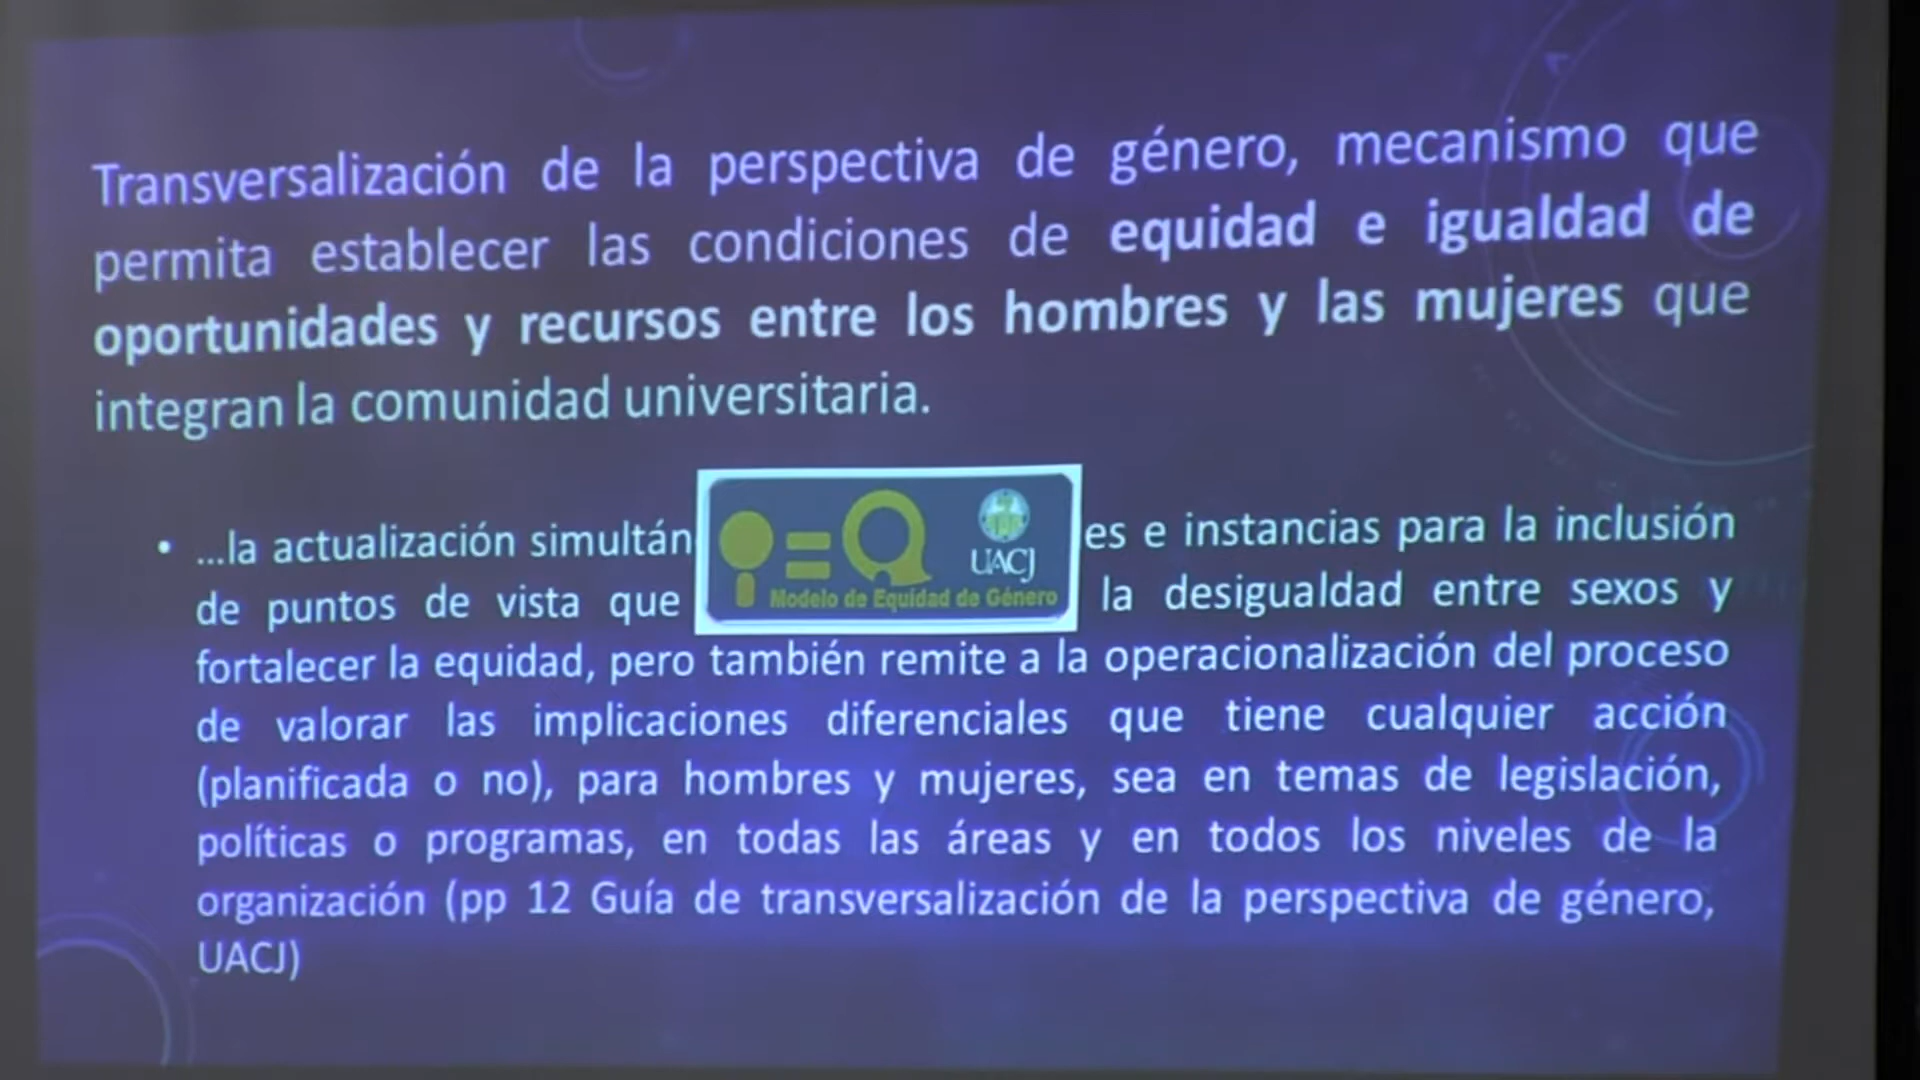 Transversalización de la perspectiva de género, mecanismo que
permita establecer las condiciones de equidad e igualdad de
oportunidades y recursos entre los hombres y las mujeres que
integran la comunidad universitaria.
• ...la actualización simultán es e instancias para la inclusión
UACJ
Modelo de Equidad de Género
de puntos de vista que la desigualdad entre sexos y
fortalecer la equidad, pero también remite a la operacionalización del proceso
de valorar las implicaciones diferenciales que tiene cualquier acción
(planificada o no), para hombres y mujeres, sea en temas de legislación,
políticas o programas, en todas las áreas y en todos los niveles de la
organización (pp 12 Guía de transversalización de la perspectiva de género,
UACJ)